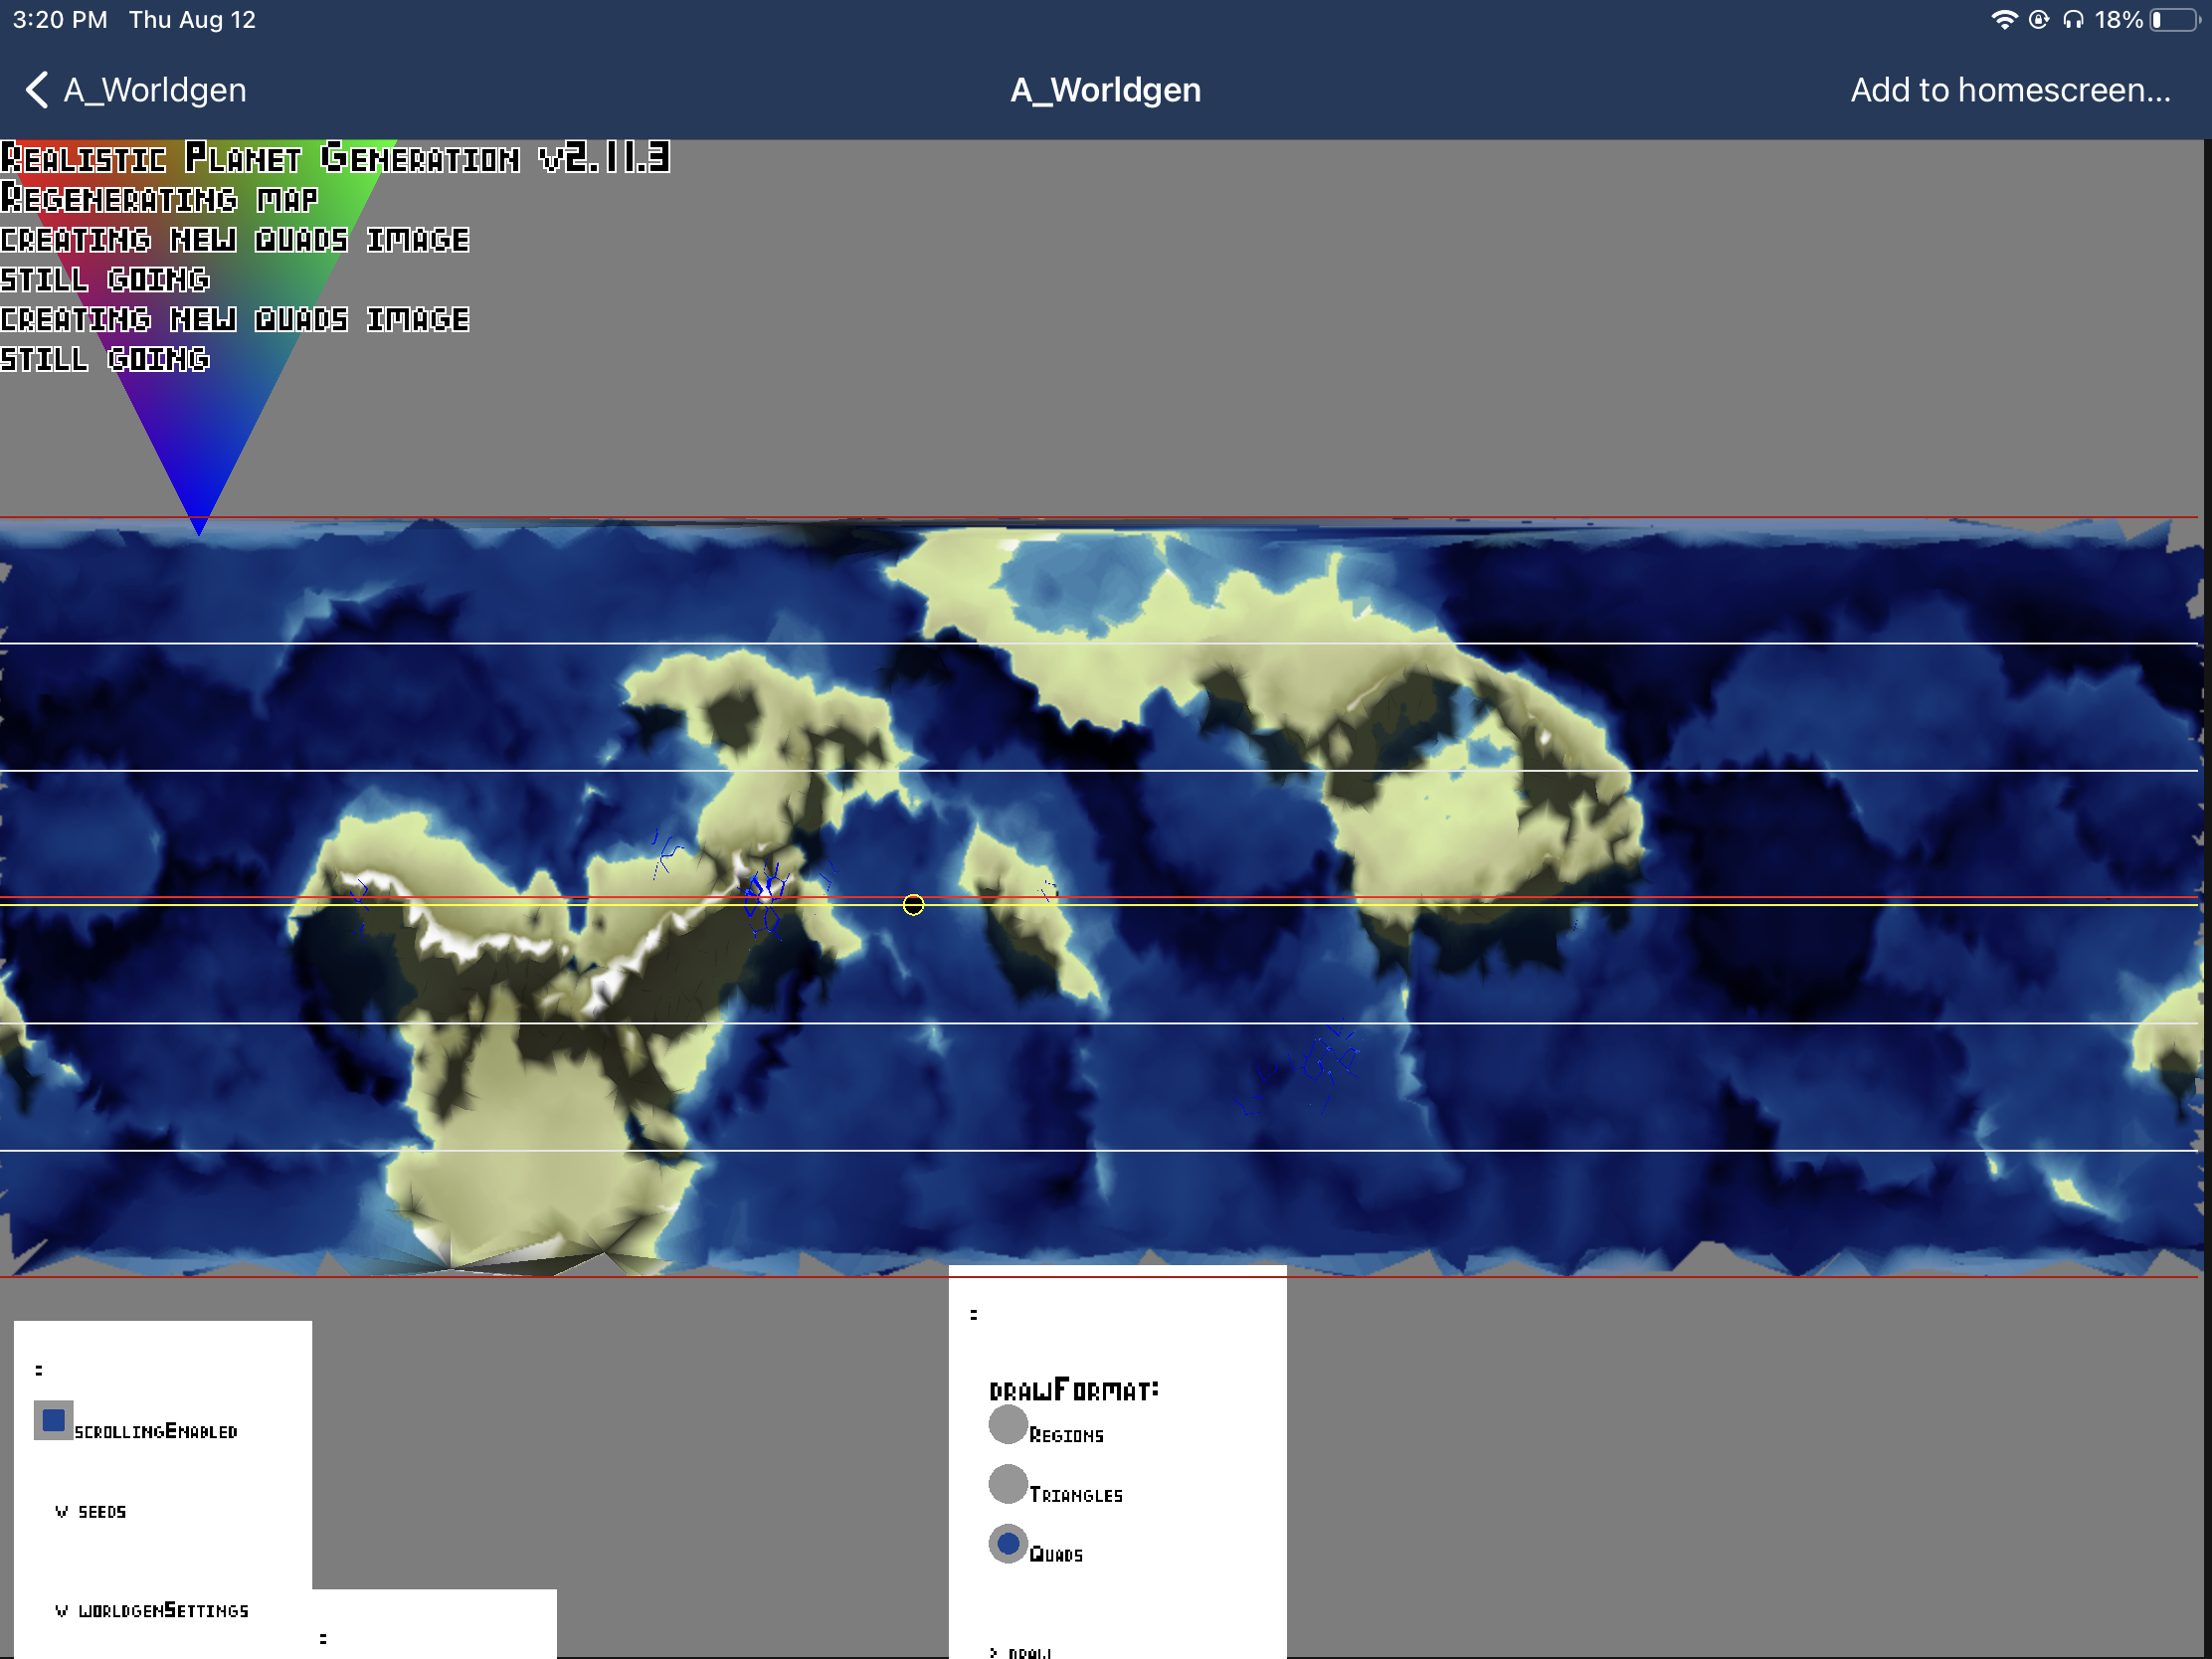 3:20 PM Thu Aug 12 18%
A_Worldgen A_Worldgen Add to homescreen...
Realistic Planet Generation v2.11.3
Regenerating map
creating new quads image
still going
creating new quads image
still going
=
=
drawFormat:
scrollingEnabled
Regions
Triangles
v seeds
Quads
v worldgenSettings
=
> draw